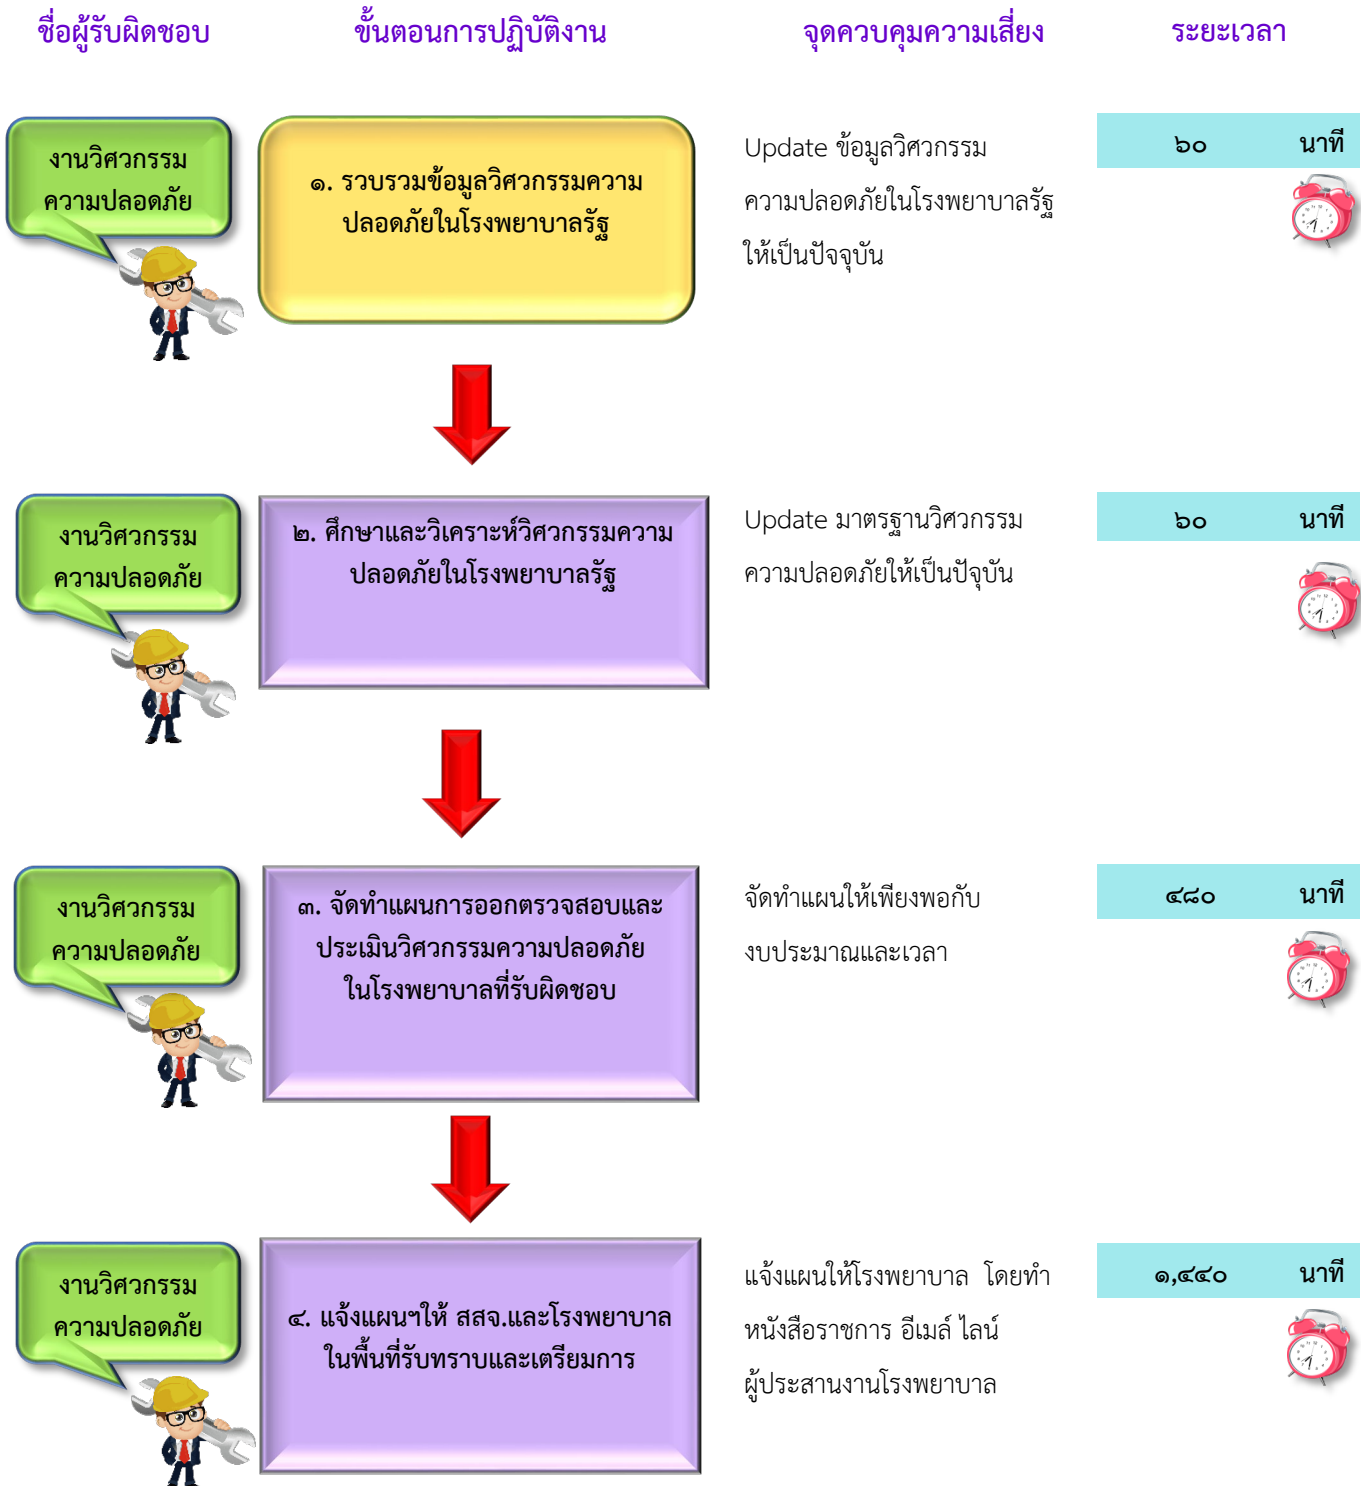 ชื่อผู้รับผิดชอบ ขั้นตอนการปฏิบัติงาน จุดควบคุมความเสี่ยง ระยะเวลา
งานวิศวกรรม
ความปลอดภัย
๑. รวบรวมข้อมูลวิศวกรรมความ
ปลอดภัยในโรงพยาบาลรัฐ
Update ข้อมูลวิศวกรรม
ความปลอดภัยในโรงพยาบาลรัฐ
ให้เป็นปัจจุบัน
๖๐ นาที
งานวิศวกรรม
ความปลอดภัย
๒. ศึกษาและวิเคราะห์วิศวกรรมความ
ปลอดภัยในโรงพยาบาลรัฐ
Update มาตรฐานวิศวกรรม
ความปลอดภัยให้เป็นปัจุบัน
๖๐ นาที
งานวิศวกรรม
ความปลอดภัย
๓. จัดทำแผนการออกตรวจสอบและ
ประเมินวิศวกรรมความปลอดภัย
ในโรงพยาบาลที่รับผิดชอบ
จัดทำแผนให้เพียงพอกับ
งบประมาณและเวลา
๔๘๐ นาที
งานวิศวกรรม
ความปลอดภัย
๔. แจ้งแผนฯให้ สสจ.และโรงพยาบาล
ในพื้นที่รับทราบและเตรียมการ
แจ้งแผนให้โรงพยาบาล โดยทำ
หนังสือราชการ อีเมล์ ไลน์
ผู้ประสานงานโรงพยาบาล
๑,๔๔๐ นาที